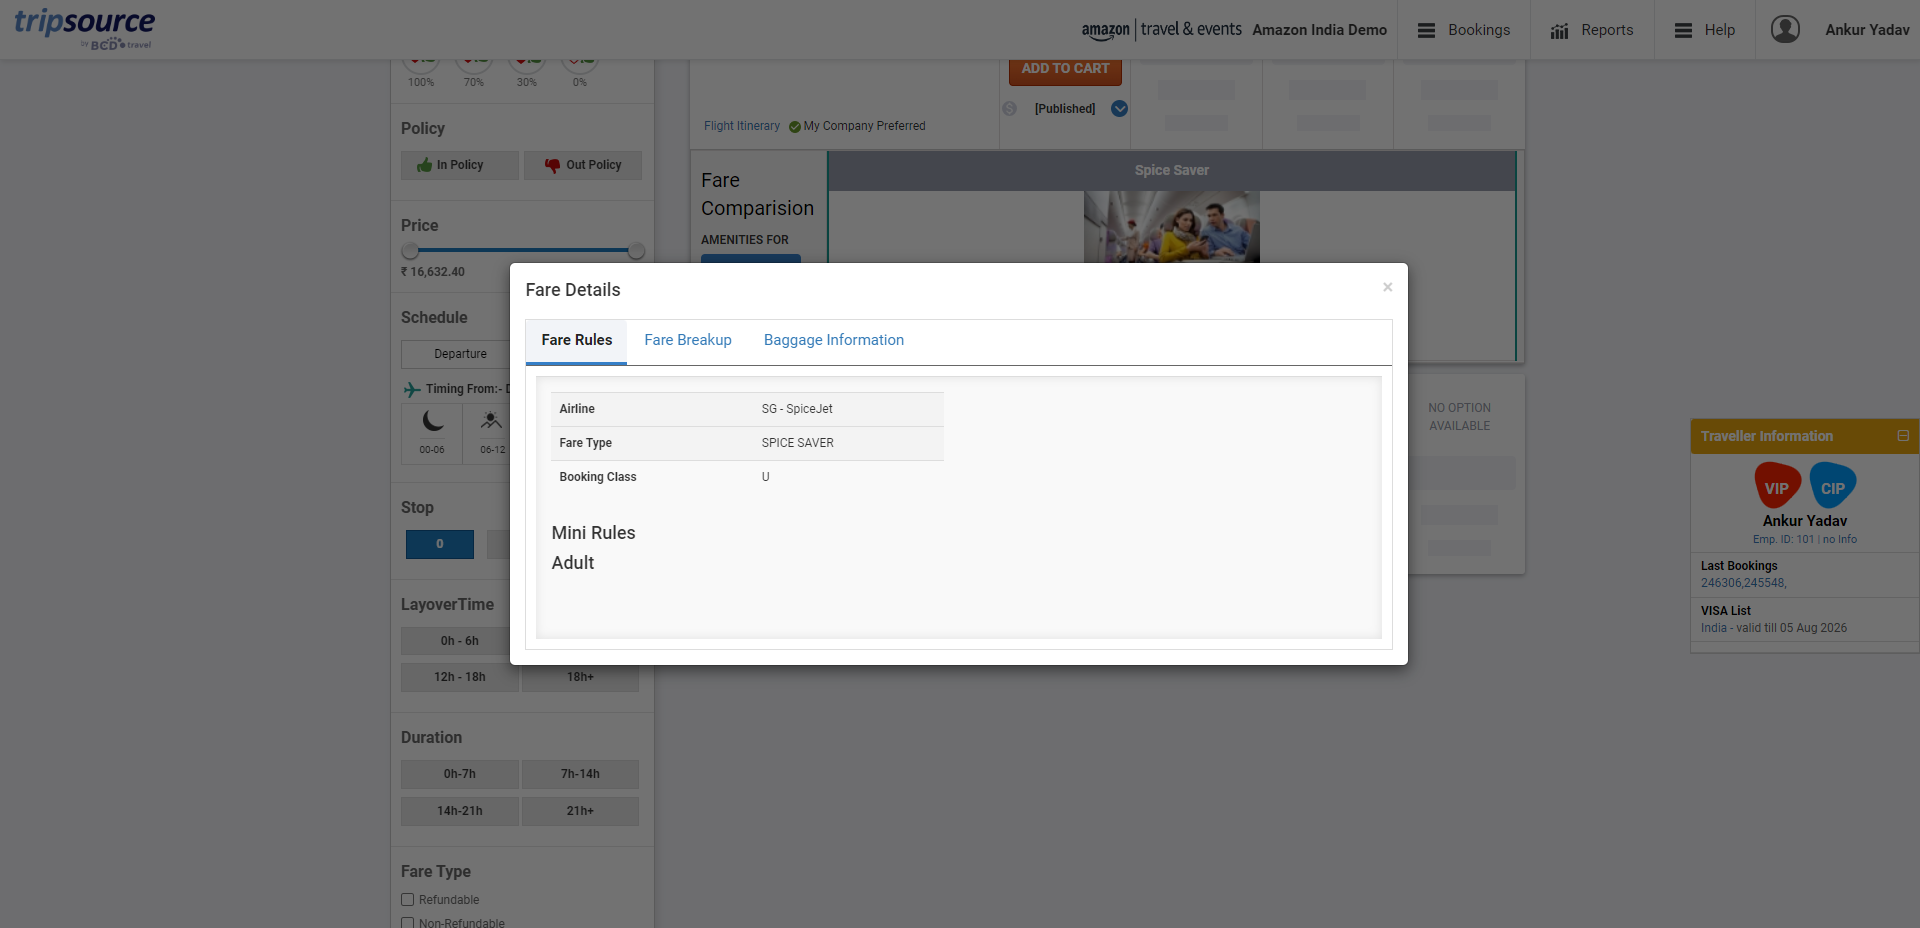 tripsource
by BCD travel
amazon travel & events
Amazon India Demo
Bookings
Reports
Help
Ankur Yadav
100% 70% 30% 0%
Policy
In Policy Out Policy
Price
₹ 16,632.40
Schedule
Departure
Timing From:- D
00-06 06-12
Stop
0
LayoverTime
0h - 6h
12h - 18h 18h+
Duration
0h-7h 7h-14h
14h-21h 21h+
Fare Type
Refundable
Non-Refundable
ADD TO CART
[Published]
Flight Itinerary My Company Preferred
Fare
Comparision
AMENITIES FOR
Spice Saver
Fare Details ×
Fare Rules Fare Breakup Baggage Information
Airline SG - SpiceJet
Fare Type SPICE SAVER
Booking Class U
Mini Rules
Adult
NO OPTION
AVAILABLE
Traveller Information
VIP CIP
Ankur Yadav
Emp. ID: 101 | no Info
Last Bookings
246306,245548,
VISA List
India - valid till 05 Aug 2026